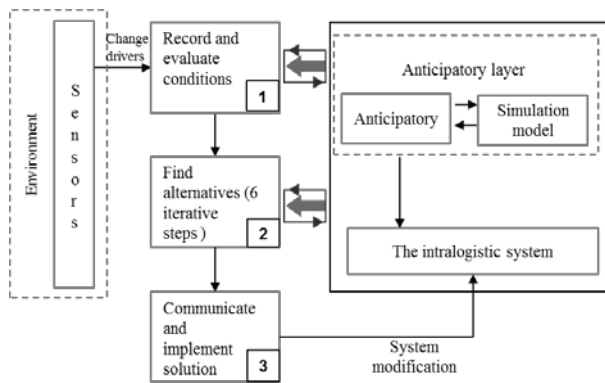 Environment
Sensors
Change
drivers
Record and
evaluate
conditions
1
Find
alternatives (6
iterative
steps )
2
Communicate
and
implement
solution
3
Anticipatory layer
Anticipatory
Simulation
model
The intralogistic system
System
modification